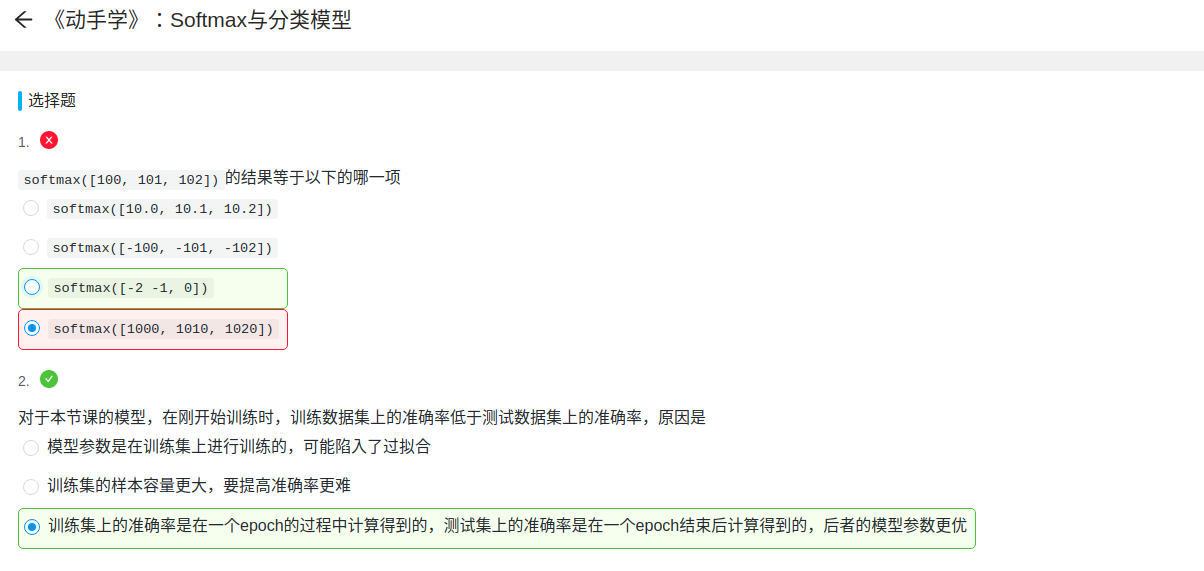 《动手学》：Softmax与分类模型
选择题
1.
softmax([100, 101, 102]) 的结果等于以下的哪一项
softmax([10.0, 10.1, 10.2])
softmax([-100, -101, -102])
softmax([-2 -1, 0])
softmax([1000, 1010, 1020])
2.
对于本节课的模型，在刚开始训练时，训练数据集上的准确率低于测试数据集上的准确率，原因是
模型参数是在训练集上进行训练的，可能陷入了过拟合
训练集的样本容量更大，要提高准确率更难
训练集上的准确率是在一个epoch的过程中计算得到的，测试集上的准确率是在一个epoch结束后计算得到的，后者的模型参数更优